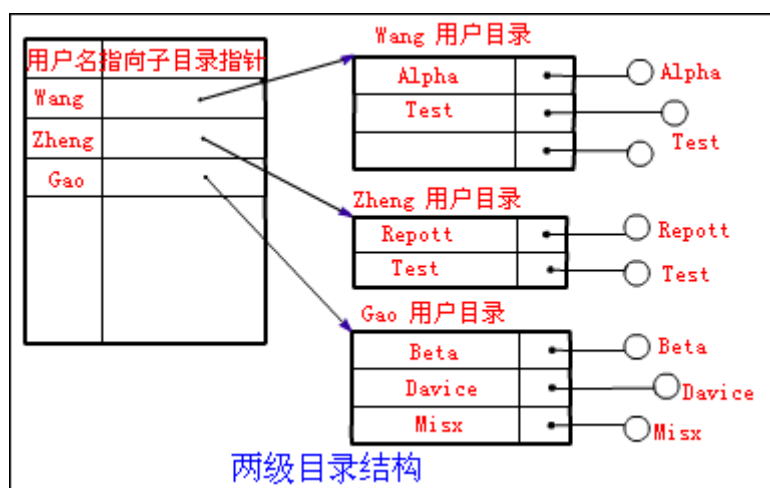 用户名 指向子目录指针
Wang
Zheng
Gao
Wang 用户目录
Alpha
Alpha
Test
Test
Zheng 用户目录
Repott
Repott
Test
Test
Gao 用户目录
Beta
Beta
Davice
Davice
Misx
Misx
两级目录结构